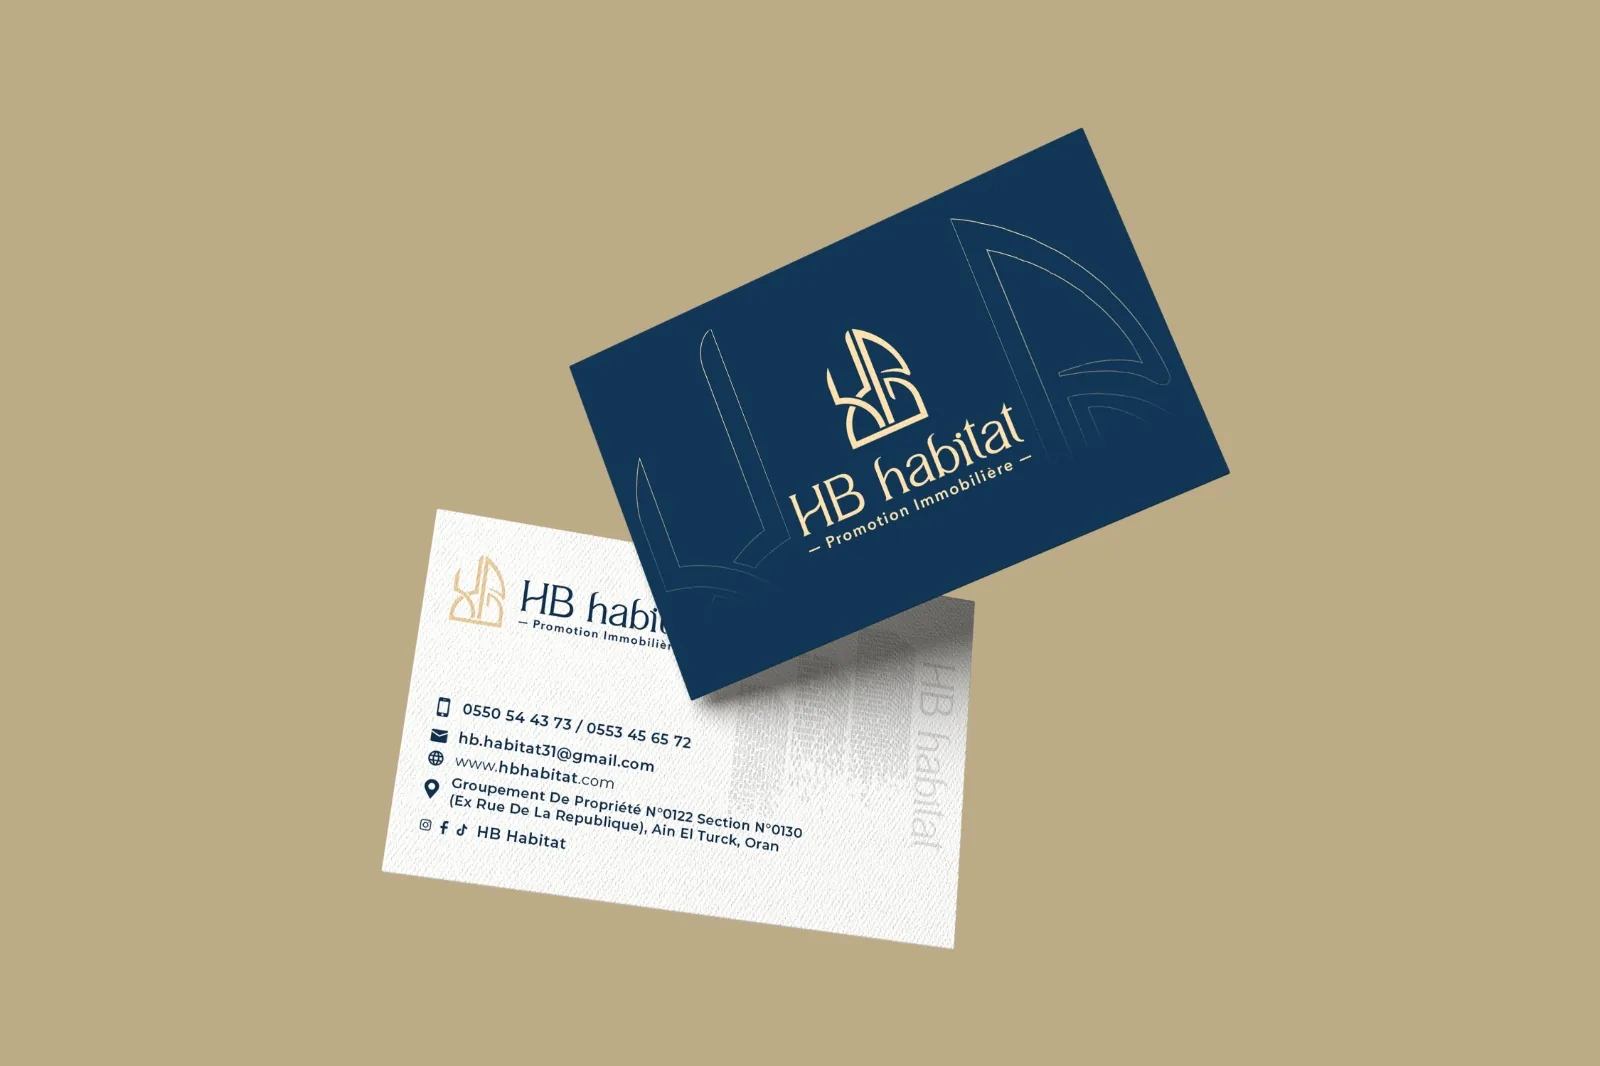 HB habitat
— Promotion Immobilière —
HB habit
— Promotion Immobilièr
0550 54 43 73 / 0553 45 65 72
hb.habitat31@gmail.com
www.hbhabitat.com
Groupement De Propriété N°0122 Section N°0130
(Ex Rue De La Republique), Ain El Turck, Oran
HB Habitat
HB habitat